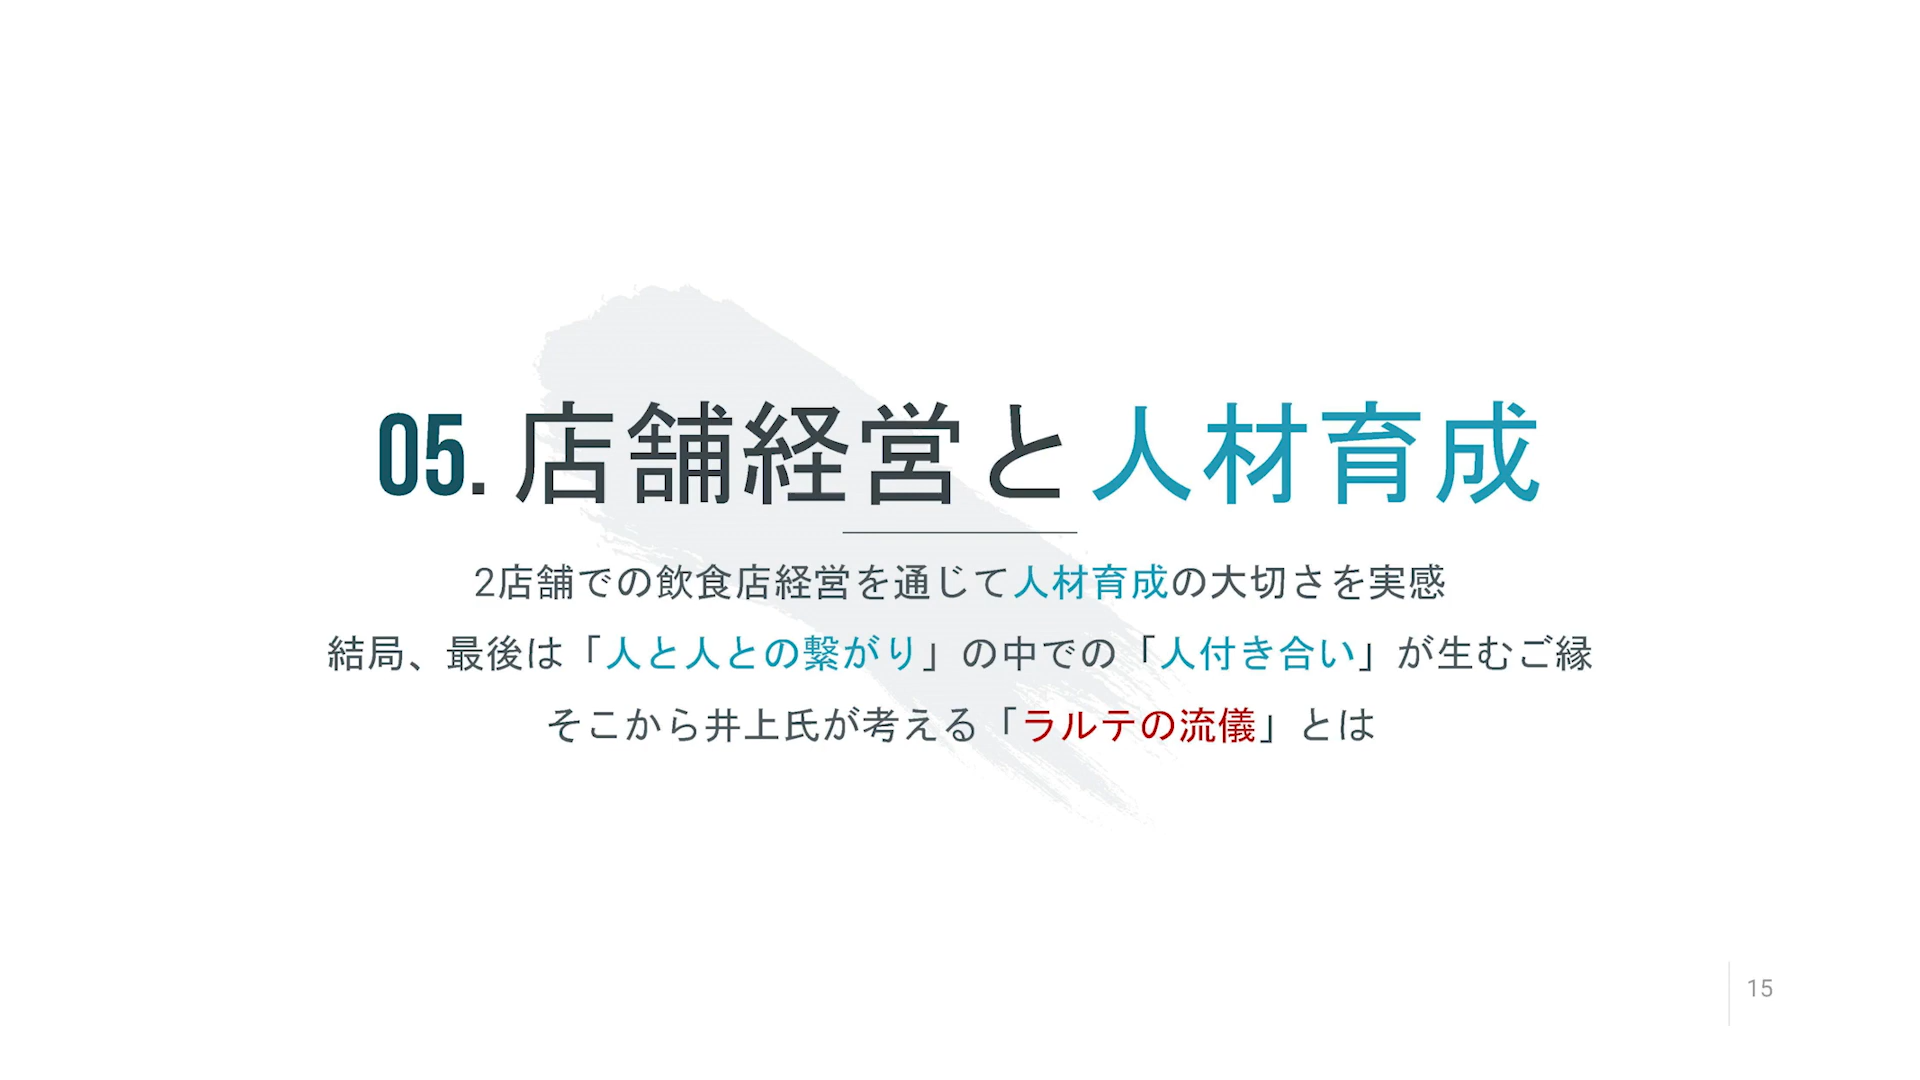 05. 店舗経営と人材育成
2店舗での飲食店経営を通じて人材育成の大切さを実感
結局、最後は「人と人との繋がり」の中での「人付き合い」が生むご縁
そこから井上氏が考える「ラルテの流儀」とは
15